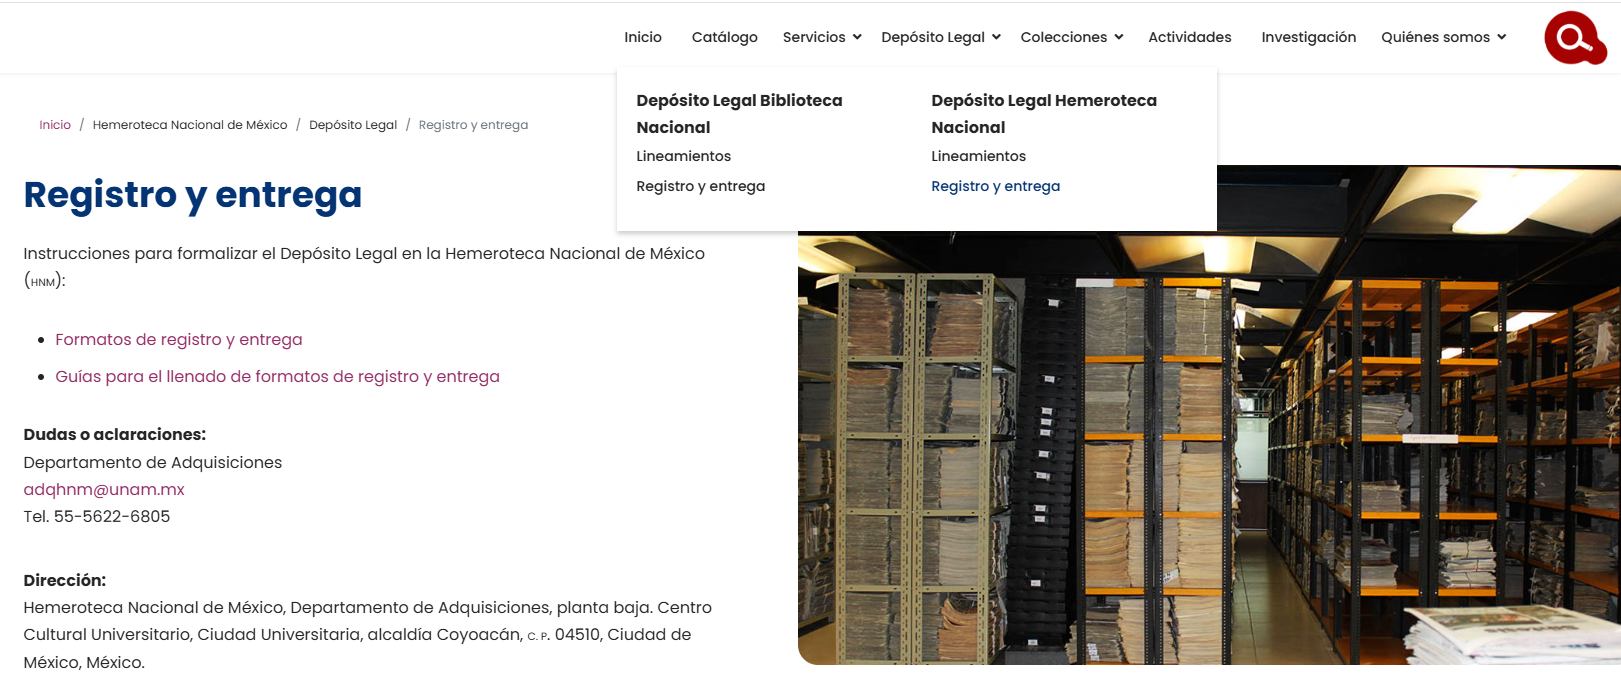 Inicio Catálogo Servicios Depósito Legal Colecciones Actividades Investigación Quiénes somos
Depósito Legal Biblioteca Nacional
Lineamientos
Registro y entrega
Depósito Legal Hemeroteca Nacional
Lineamientos
Registro y entrega
Inicio / Hemeroteca Nacional de México / Depósito Legal / Registro y entrega
Registro y entrega
Instrucciones para formalizar el Depósito Legal en la Hemeroteca Nacional de México
(HNM):
• Formatos de registro y entrega
• Guías para el llenado de formatos de registro y entrega
Dudas o aclaraciones:
Departamento de Adquisiciones
adqhnm@unam.mx
Tel. 55-5622-6805
Dirección:
Hemeroteca Nacional de México, Departamento de Adquisiciones, planta baja. Centro
Cultural Universitario, Ciudad Universitaria, alcaldía Coyoacán, C. P. 04510, Ciudad de
México, México.